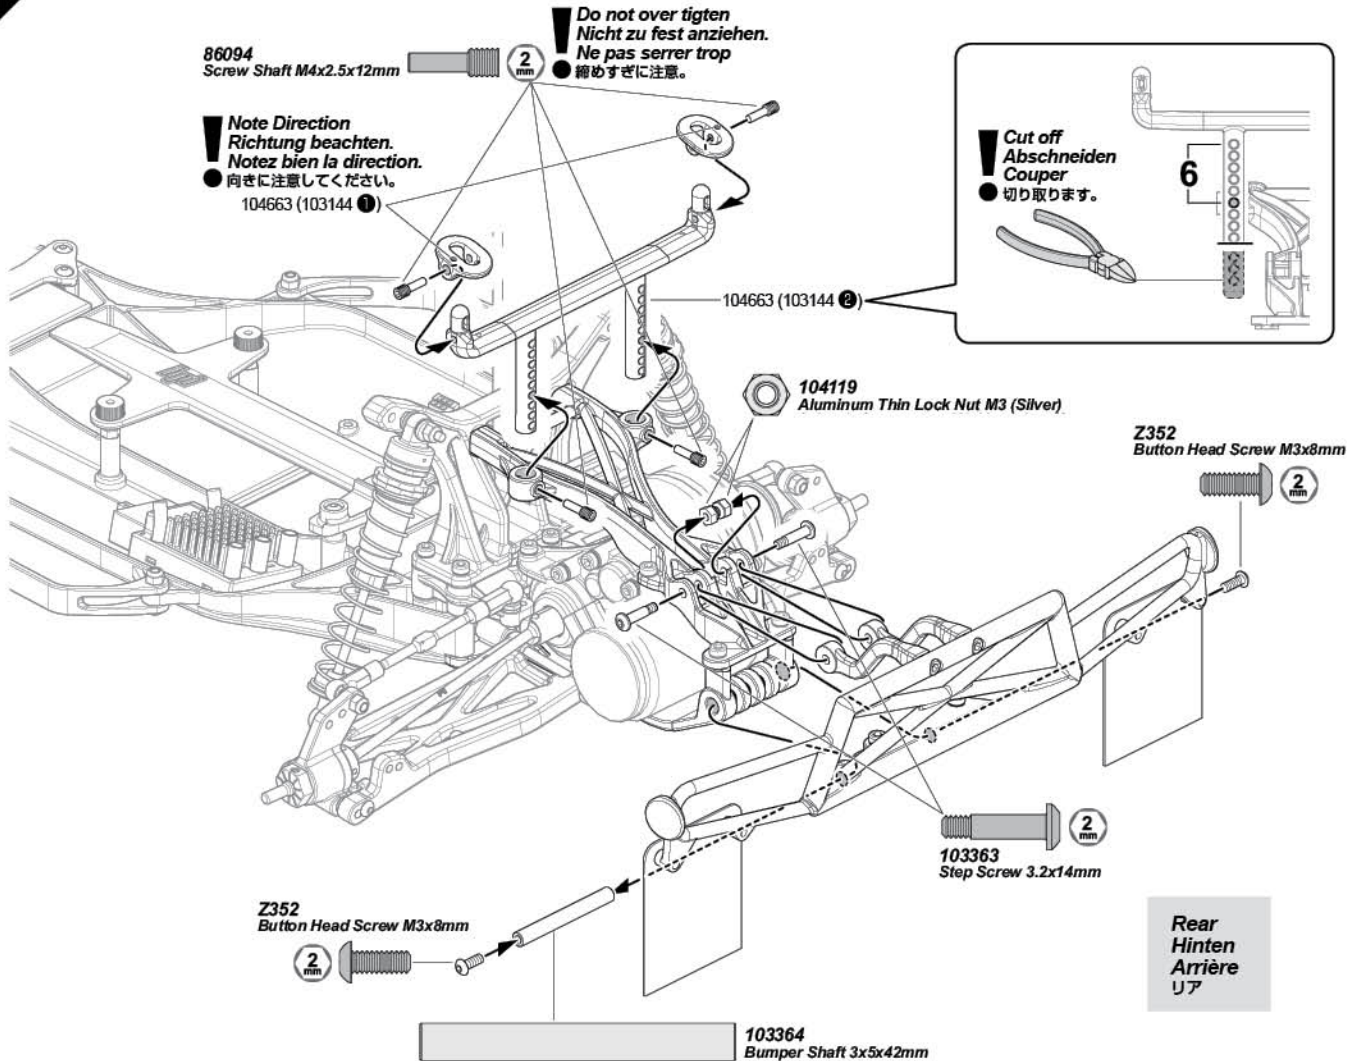 86094
Screw Shaft M4x2.5x12mm
2
mm
Do not over tigten
Nicht zu fest anziehen.
Ne pas serrer trop
締めすぎに注意。
Note Direction
Richtung beachten.
Notez bien la direction.
向きに注意してください。
104663 (103144 ❶)
Cut off
Abschneiden
Couper
切り取ります。
6
104663 (103144 ❷)
104119
Aluminum Thin Lock Nut M3 (Silver)
Z352
Button Head Screw M3x8mm
2
mm
2
mm
103363
Step Screw 3.2x14mm
Z352
Button Head Screw M3x8mm
2
mm
103364
Bumper Shaft 3x5x42mm
Rear
Hinten
Arrière
リア